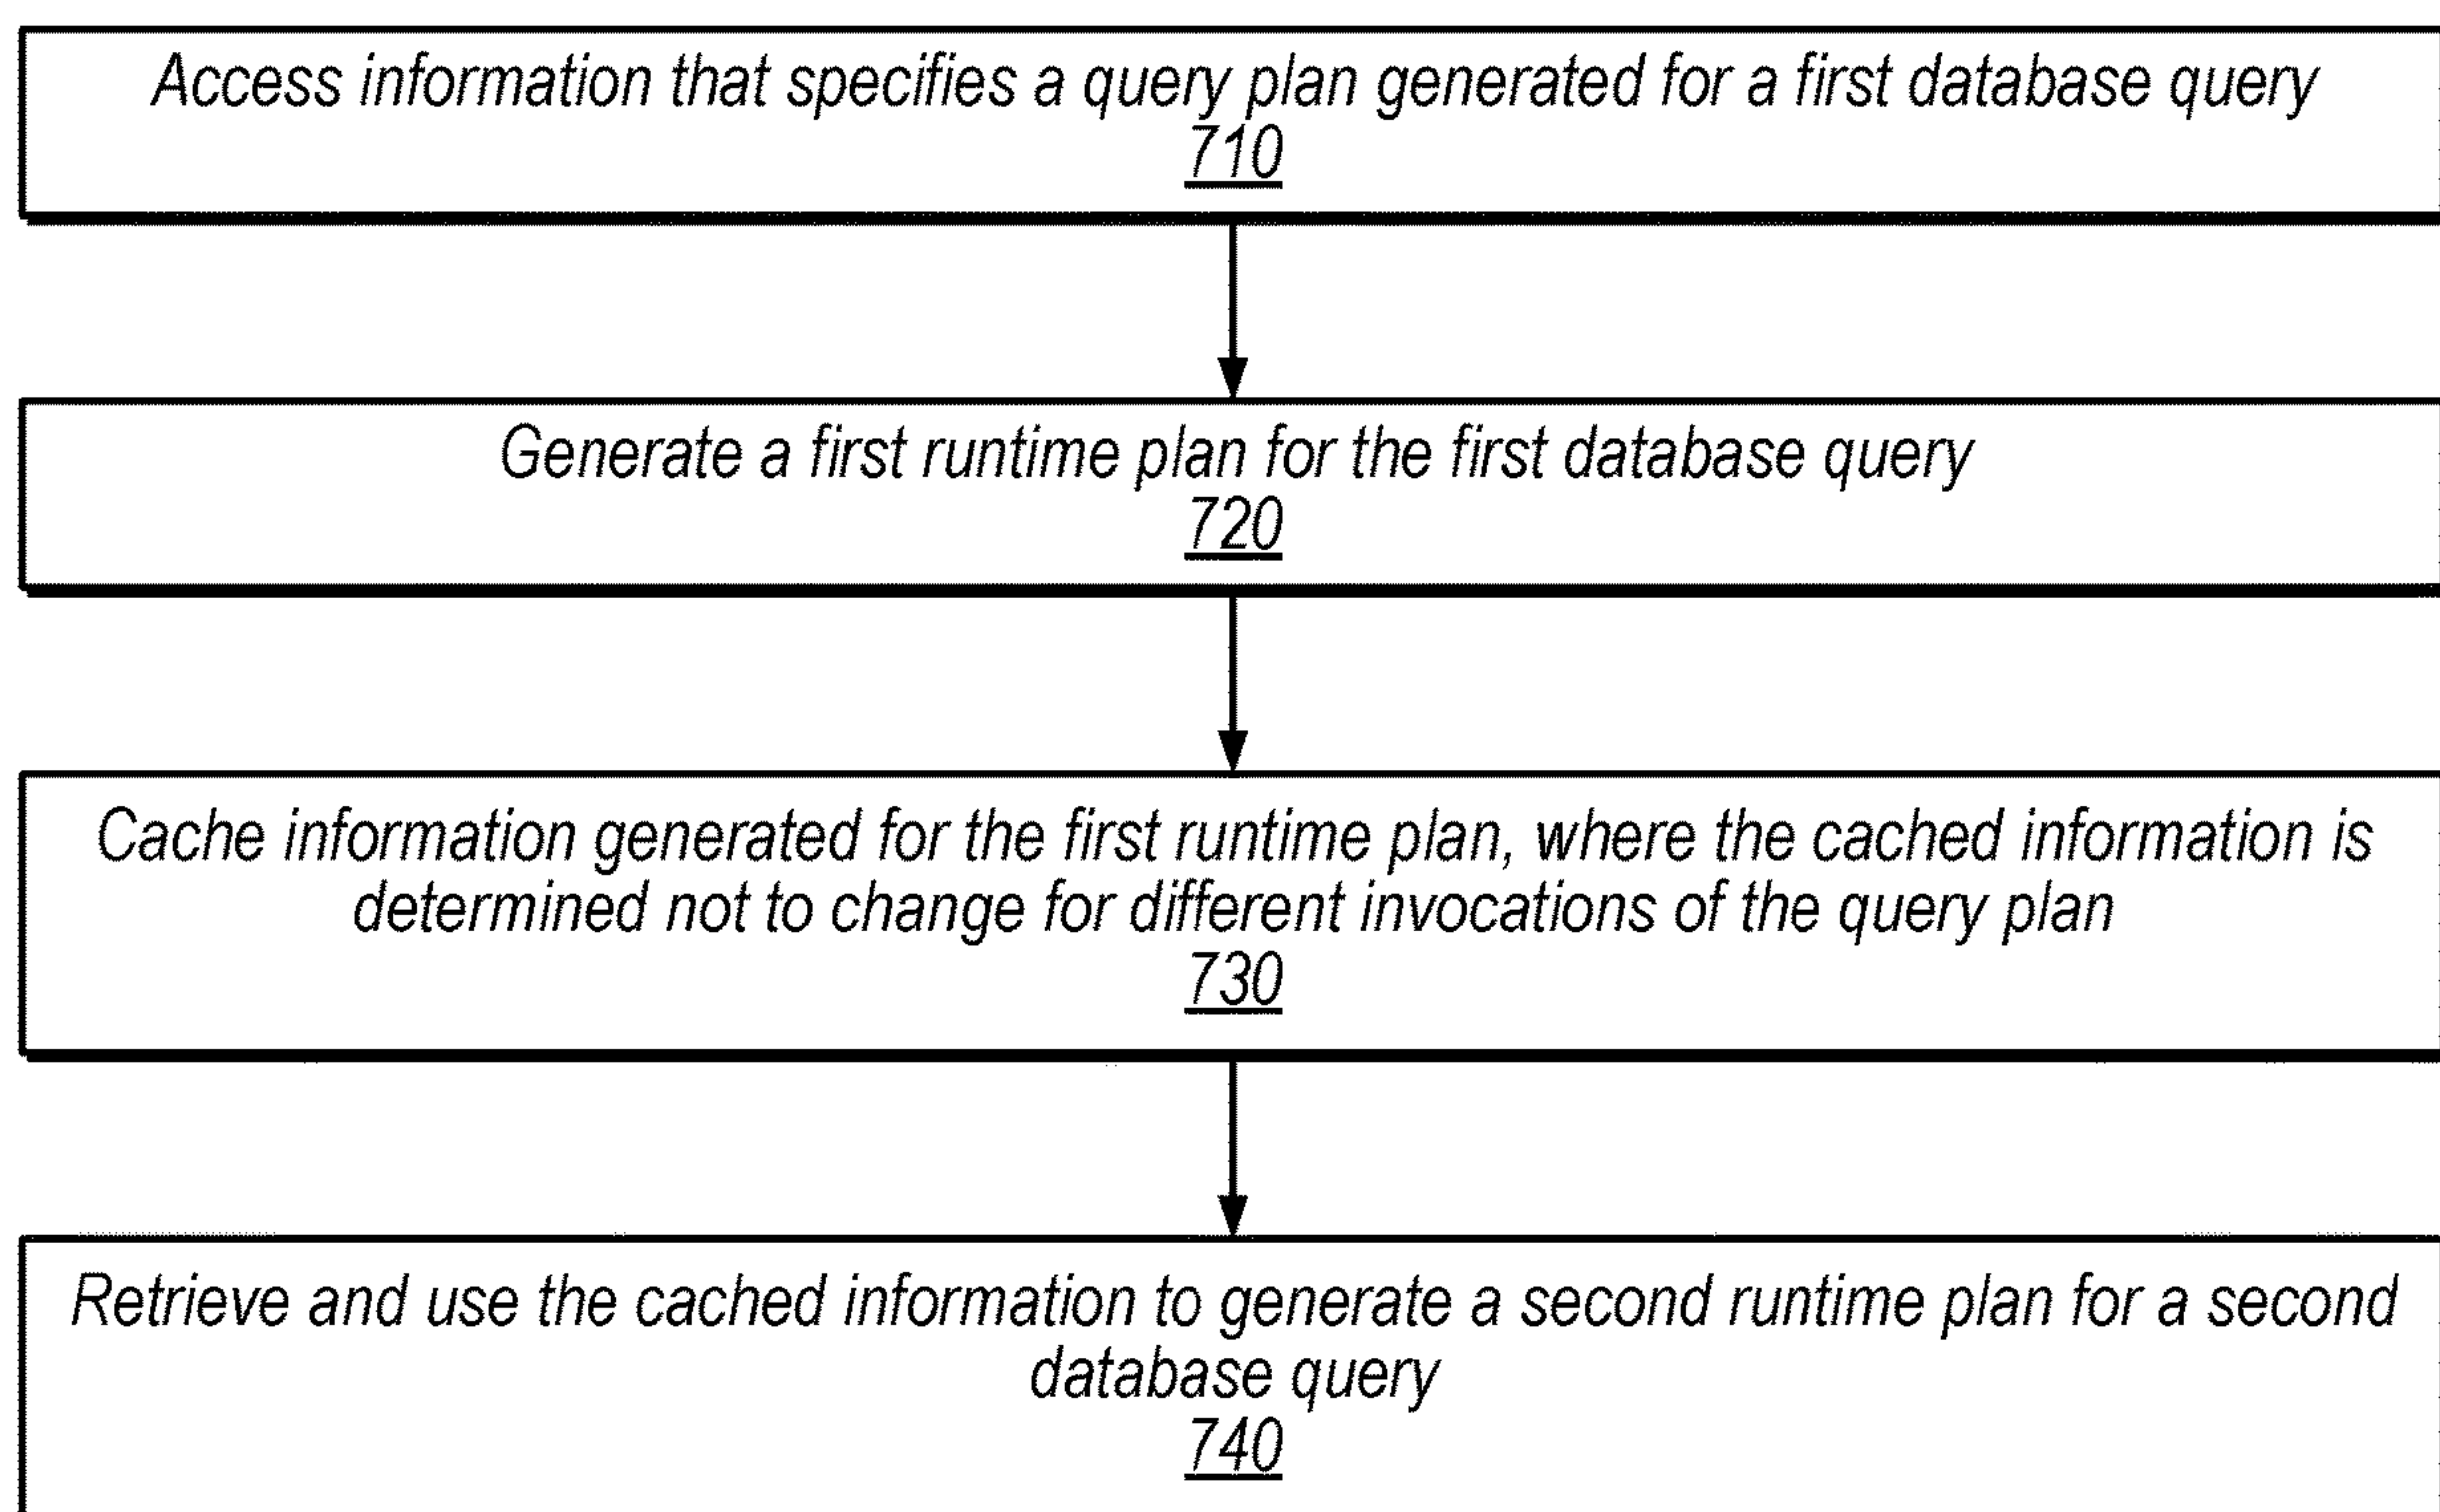 Access information that specifies a query plan generated for a first database query
710
Generate a first runtime plan for the first database query
720
Cache information generated for the first runtime plan, where the cached information is
determined not to change for different invocations of the query plan
730
Retrieve and use the cached information to generate a second runtime plan for a second
database query
740